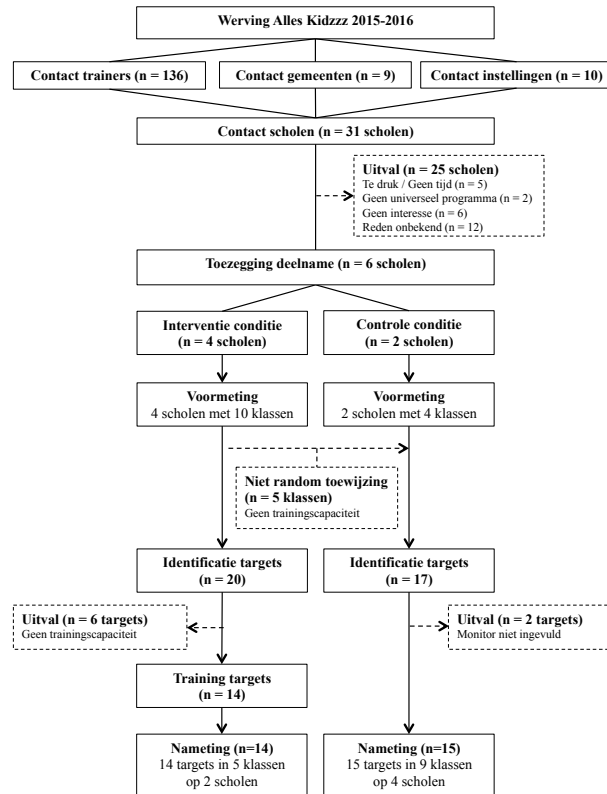 Werving Alles Kidzzz 2015-2016
Contact trainers (n = 136)
Contact gemeenten (n = 9)
Contact instellingen (n = 10)
Contact scholen (n = 31 scholen)
Uitval (n = 25 scholen)
Te druk / Geen tijd (n = 5)
Geen universeel programma (n = 2)
Geen interesse (n = 6)
Reden onbekend (n = 12)
Toezegging deelname (n = 6 scholen)
Interventie conditie
(n = 4 scholen)
Controle conditie
(n = 2 scholen)
Voormeting
4 scholen met 10 klassen
Voormeting
2 scholen met 4 klassen
Niet random toewijzing
(n = 5 klassen)
Geen trainingscapaciteit
Identificatie targets
(n = 20)
Identificatie targets
(n = 17)
Uitval (n = 6 targets)
Geen trainingscapaciteit
Uitval (n = 2 targets)
Monitor niet ingevuld
Training targets
(n = 14)
Nameting (n=14)
14 targets in 5 klassen
op 2 scholen
Nameting (n=15)
15 targets in 9 klassen
op 4 scholen